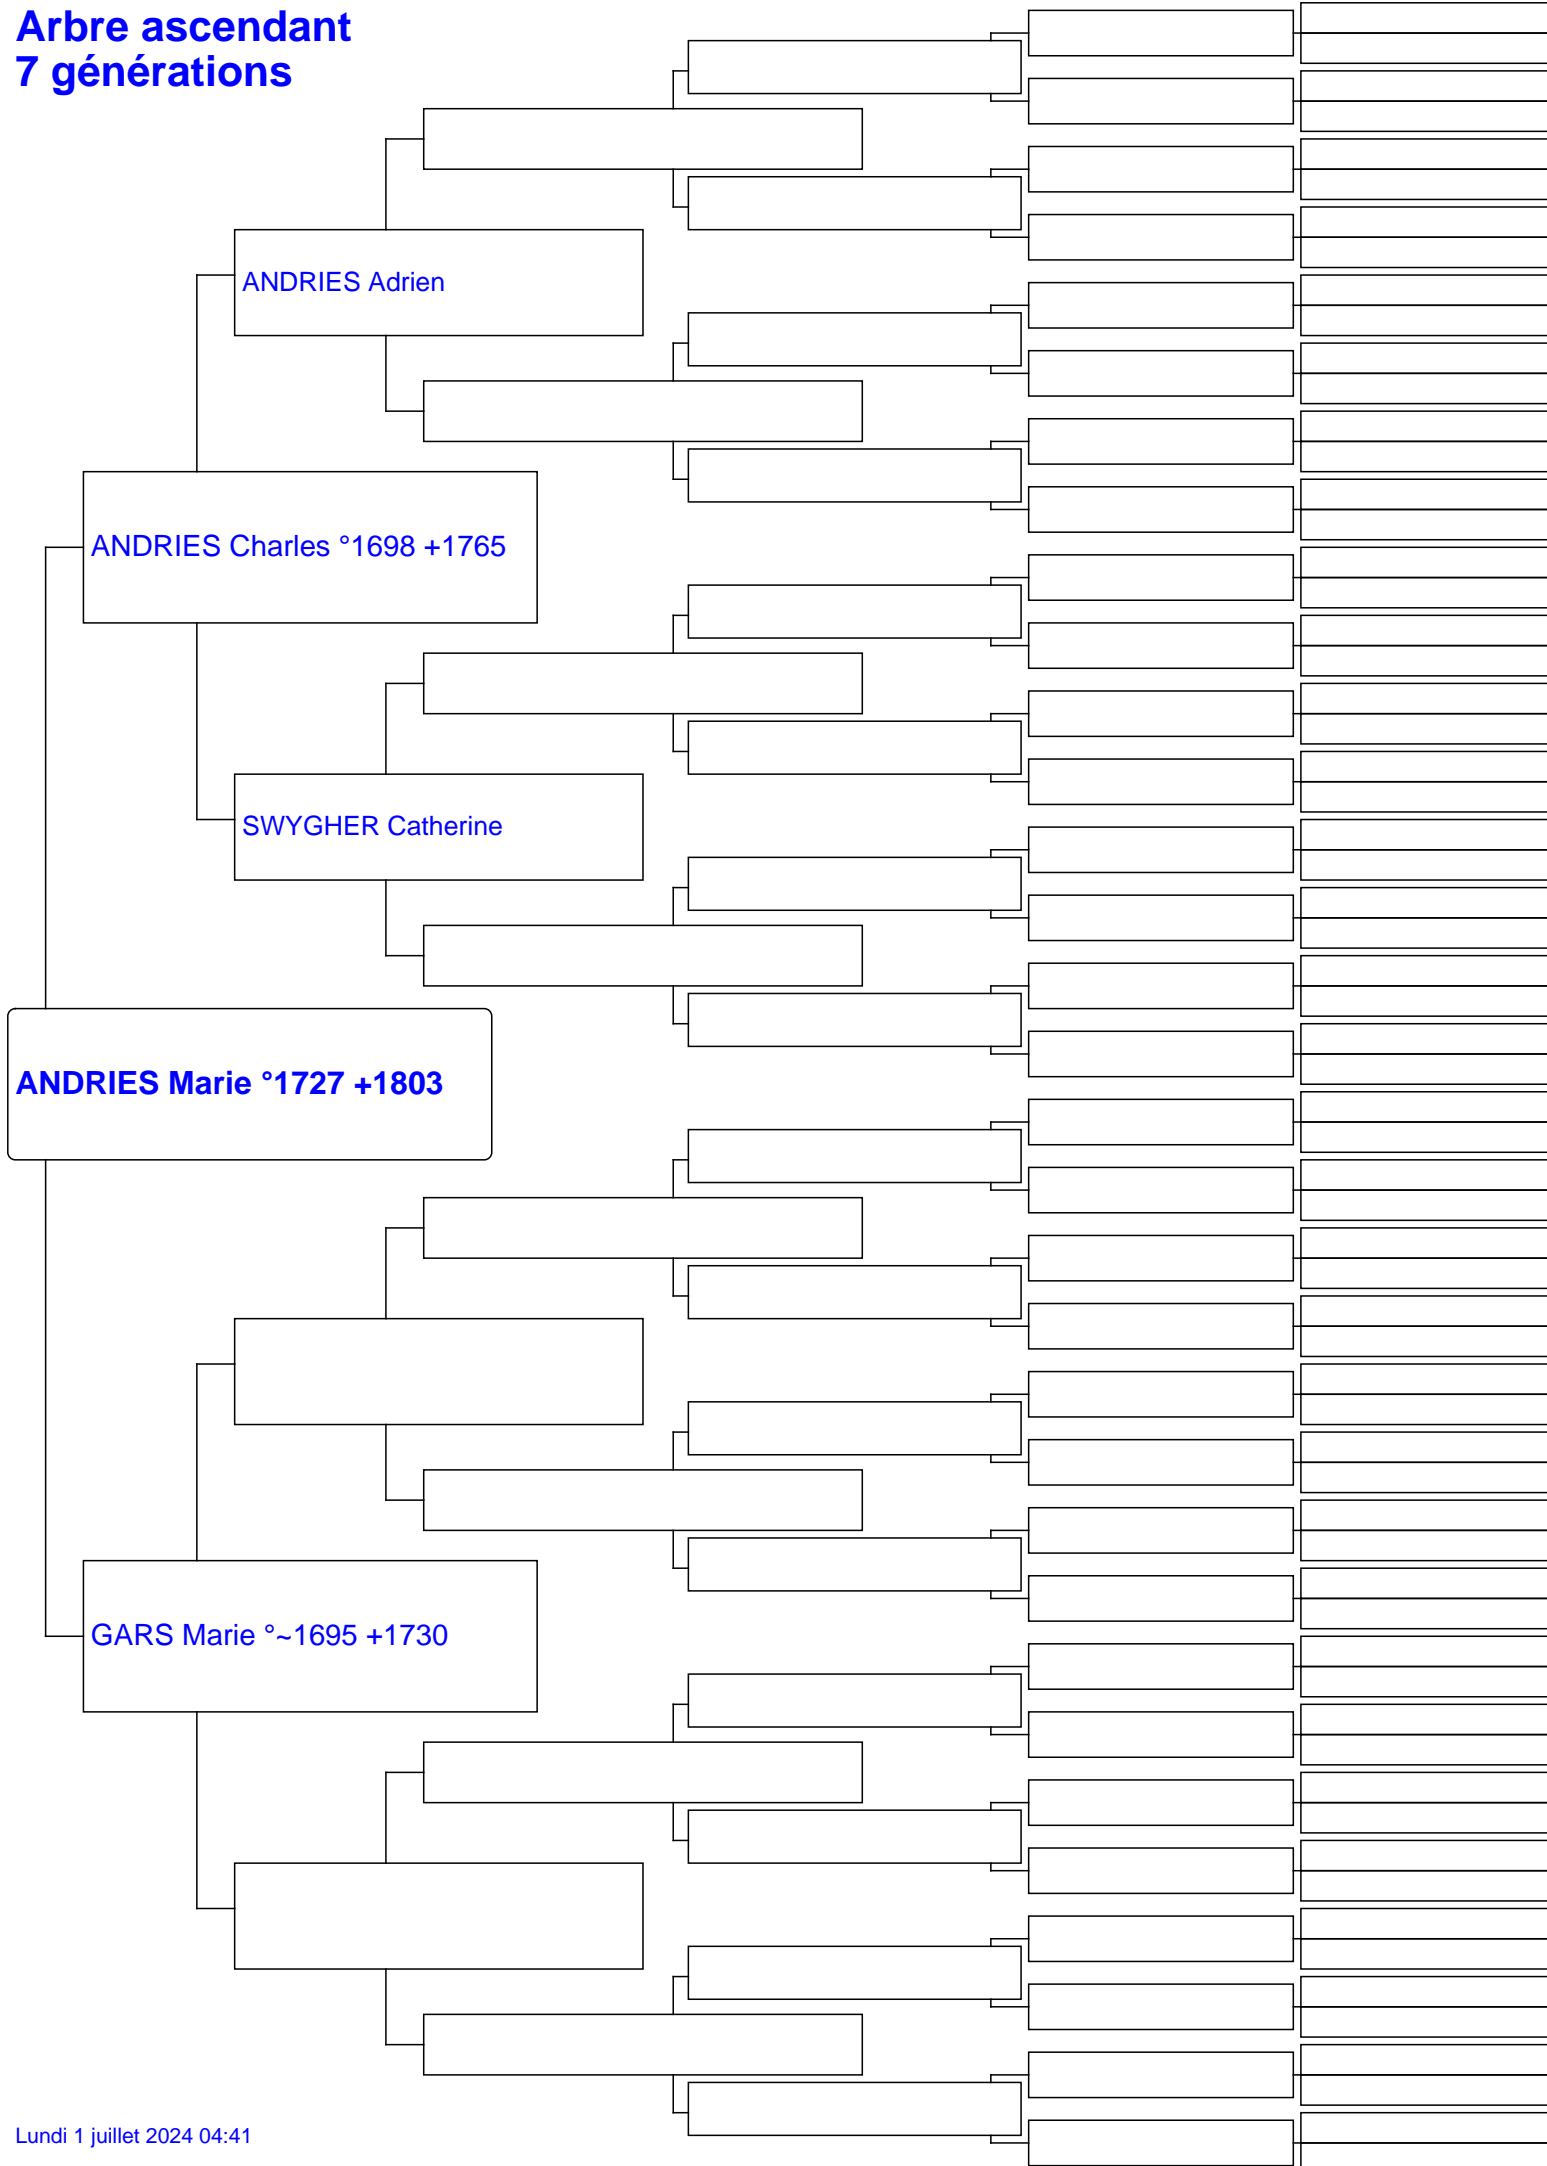 Arbre ascendant
7 générations
ANDRIES Adrien
ANDRIES Charles °1698 +1765
SWYGHER Catherine
ANDRIES Marie °1727 +1803
GARS Marie °~1695 +1730
Lundi 1 juillet 2024 04:41